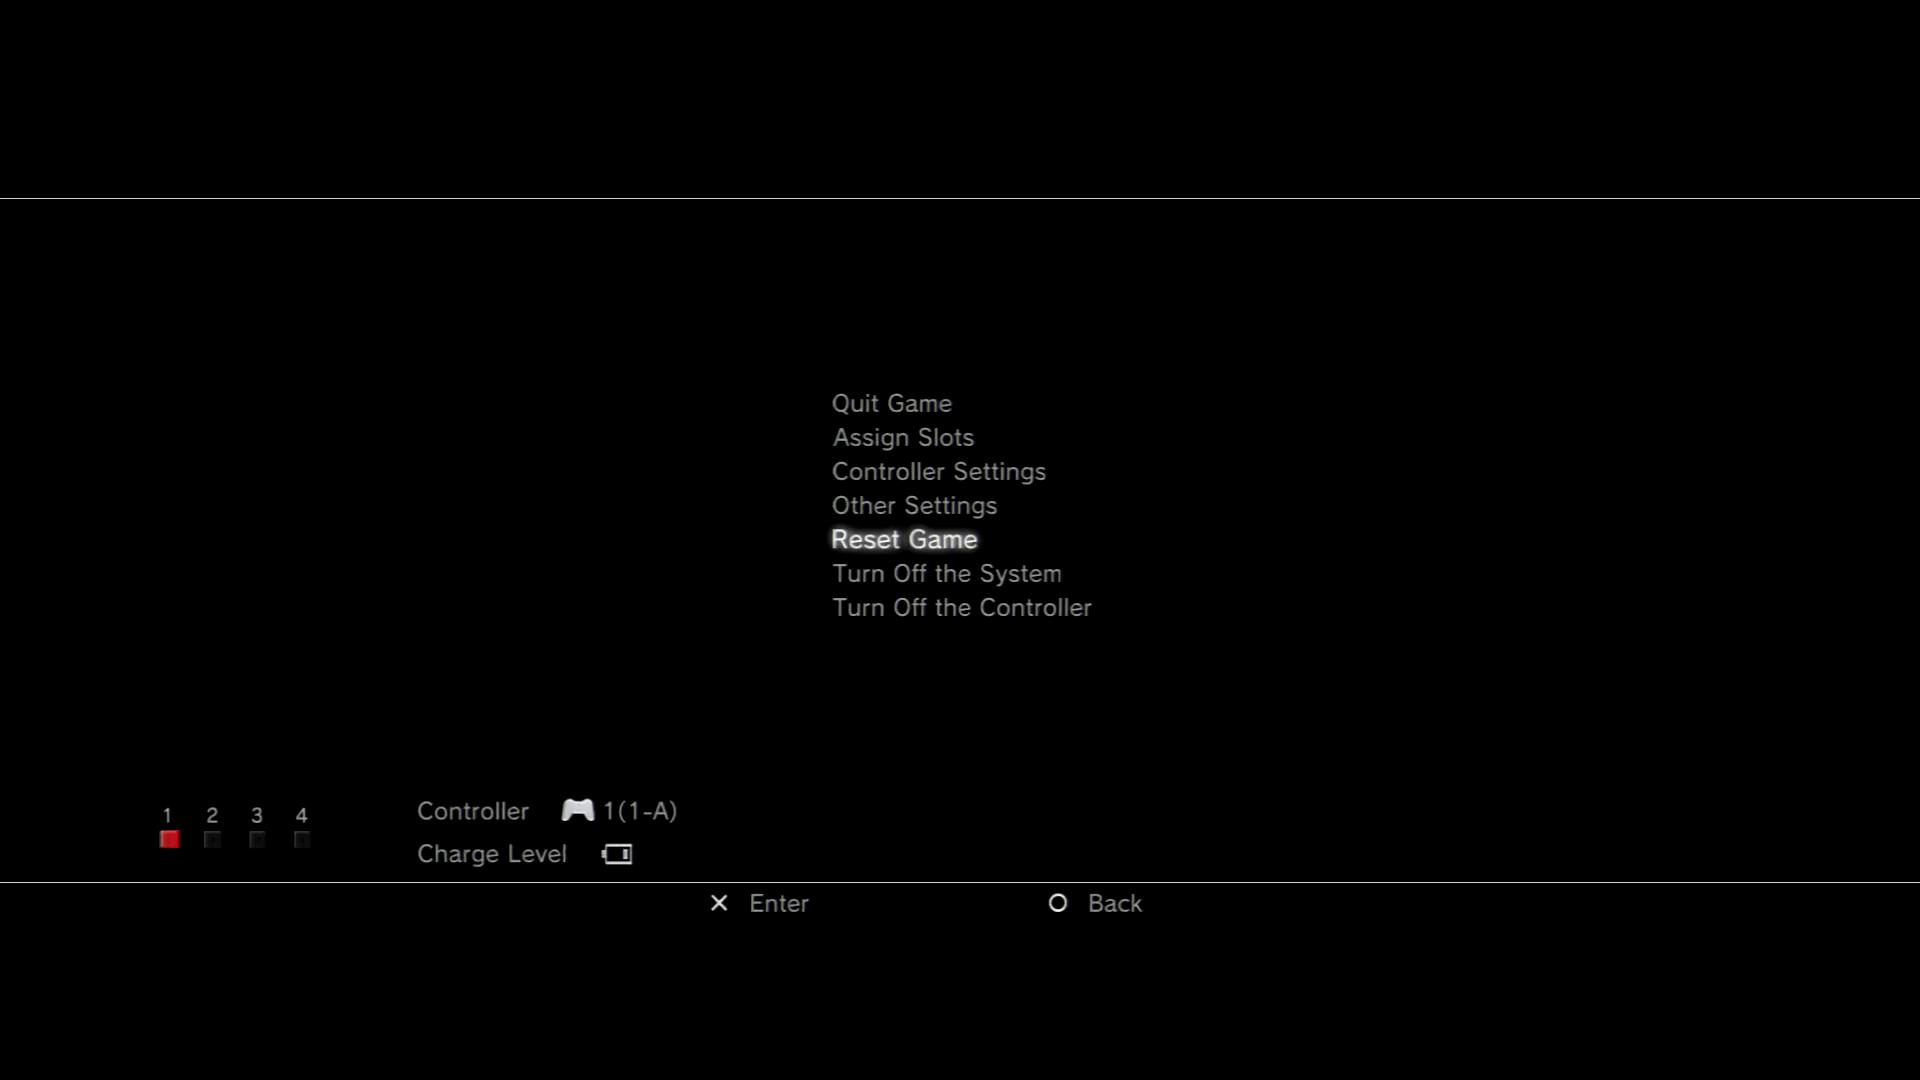 Quit Game
Assign Slots
Controller Settings
Other Settings
Reset Game
Turn Off the System
Turn Off the Controller
1 2 3 4
Controller 1(1-A)
Charge Level
Enter
Back